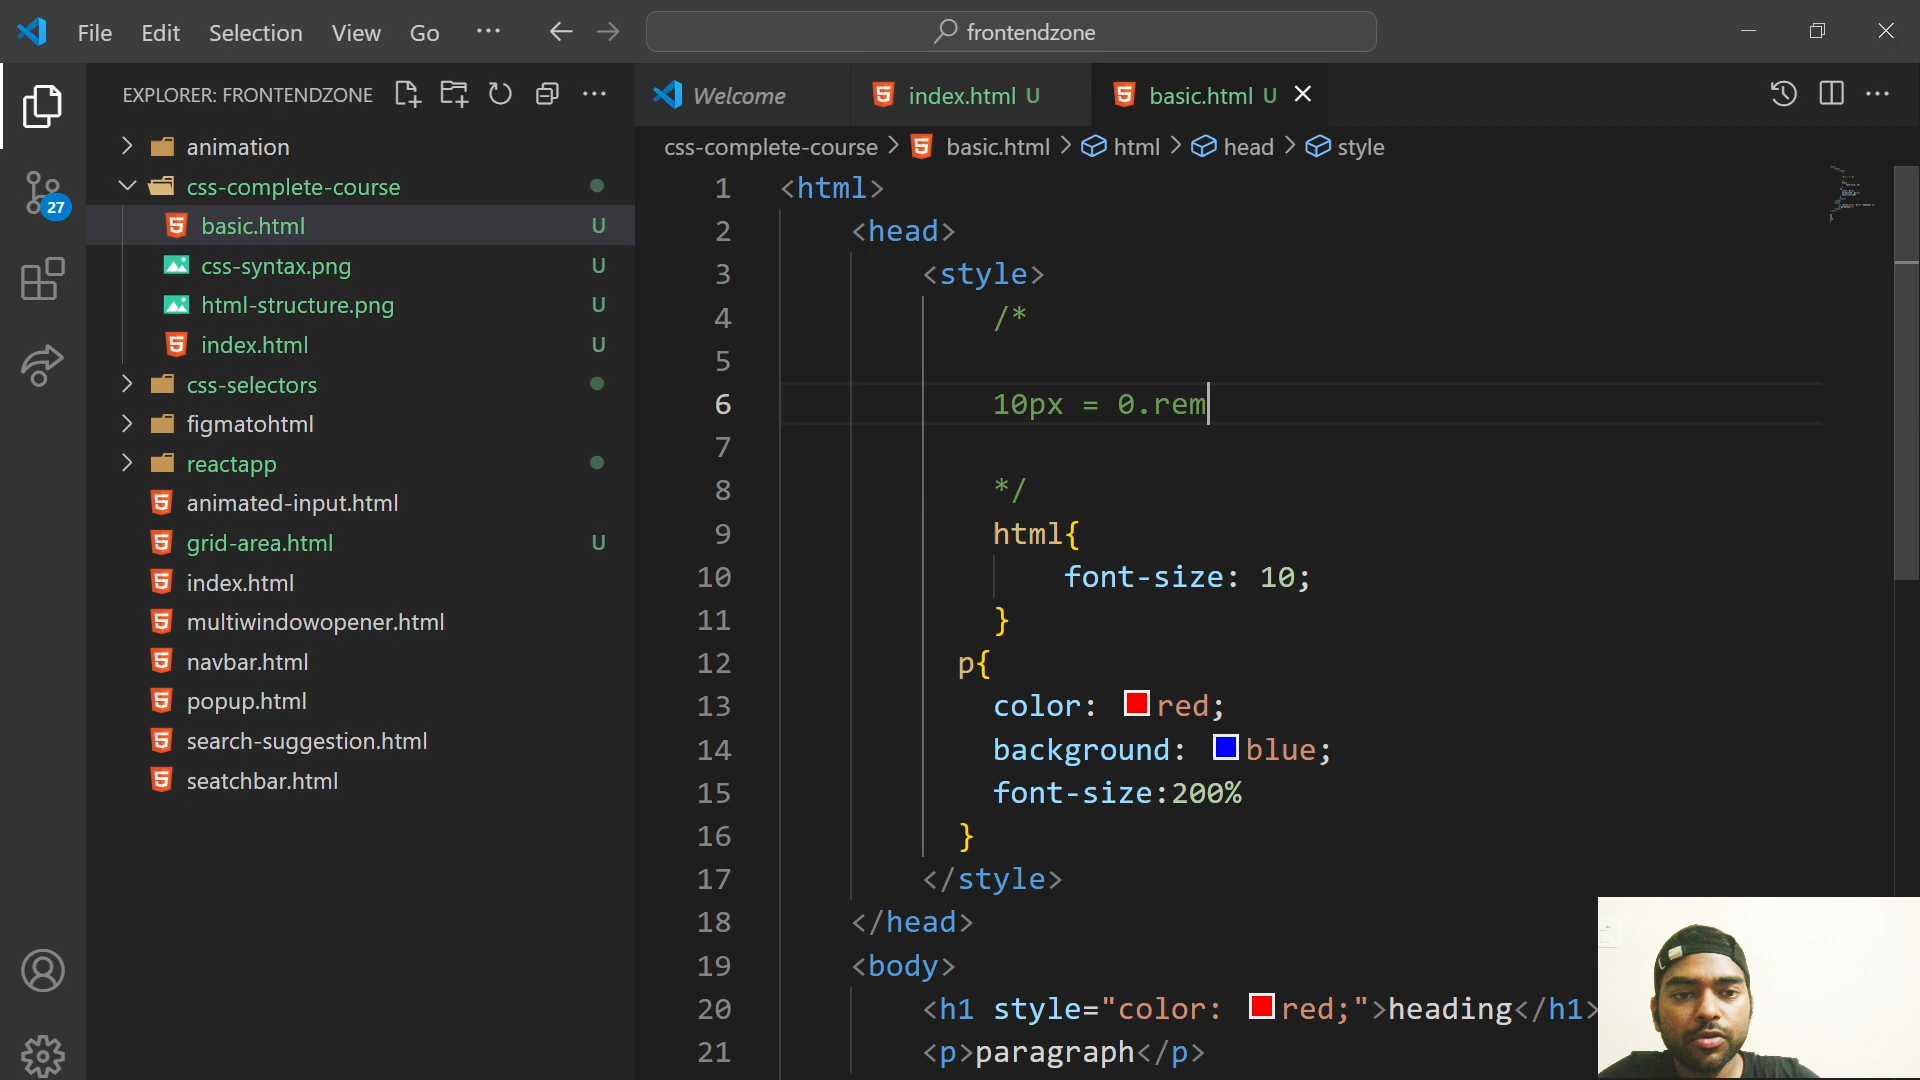 File Edit Selection View Go ··· frontendzone
EXPLORER: FRONTENDZONE
animation
css-complete-course
basic.html U
css-syntax.png U
html-structure.png U
index.html U
css-selectors
figmatohtml
reactapp
animated-input.html
grid-area.html U
index.html
multiwindowopener.html
navbar.html
popup.html
search-suggestion.html
seatchbar.html
27
Welcome index.html U basic.html U
css-complete-course > basic.html > html > head > style
1 <html>
2 <head>
3 <style>
4 /*
5
6 10px = 0.rem
7
8 */
9 html{
10 font-size: 10;
11 }
12 p{
13 color: red;
14 background: blue;
15 font-size:200%
16 }
17 </style>
18 </head>
19 <body>
20 <h1 style="color: red;">heading</h1>
21 <p>paragraph</p>